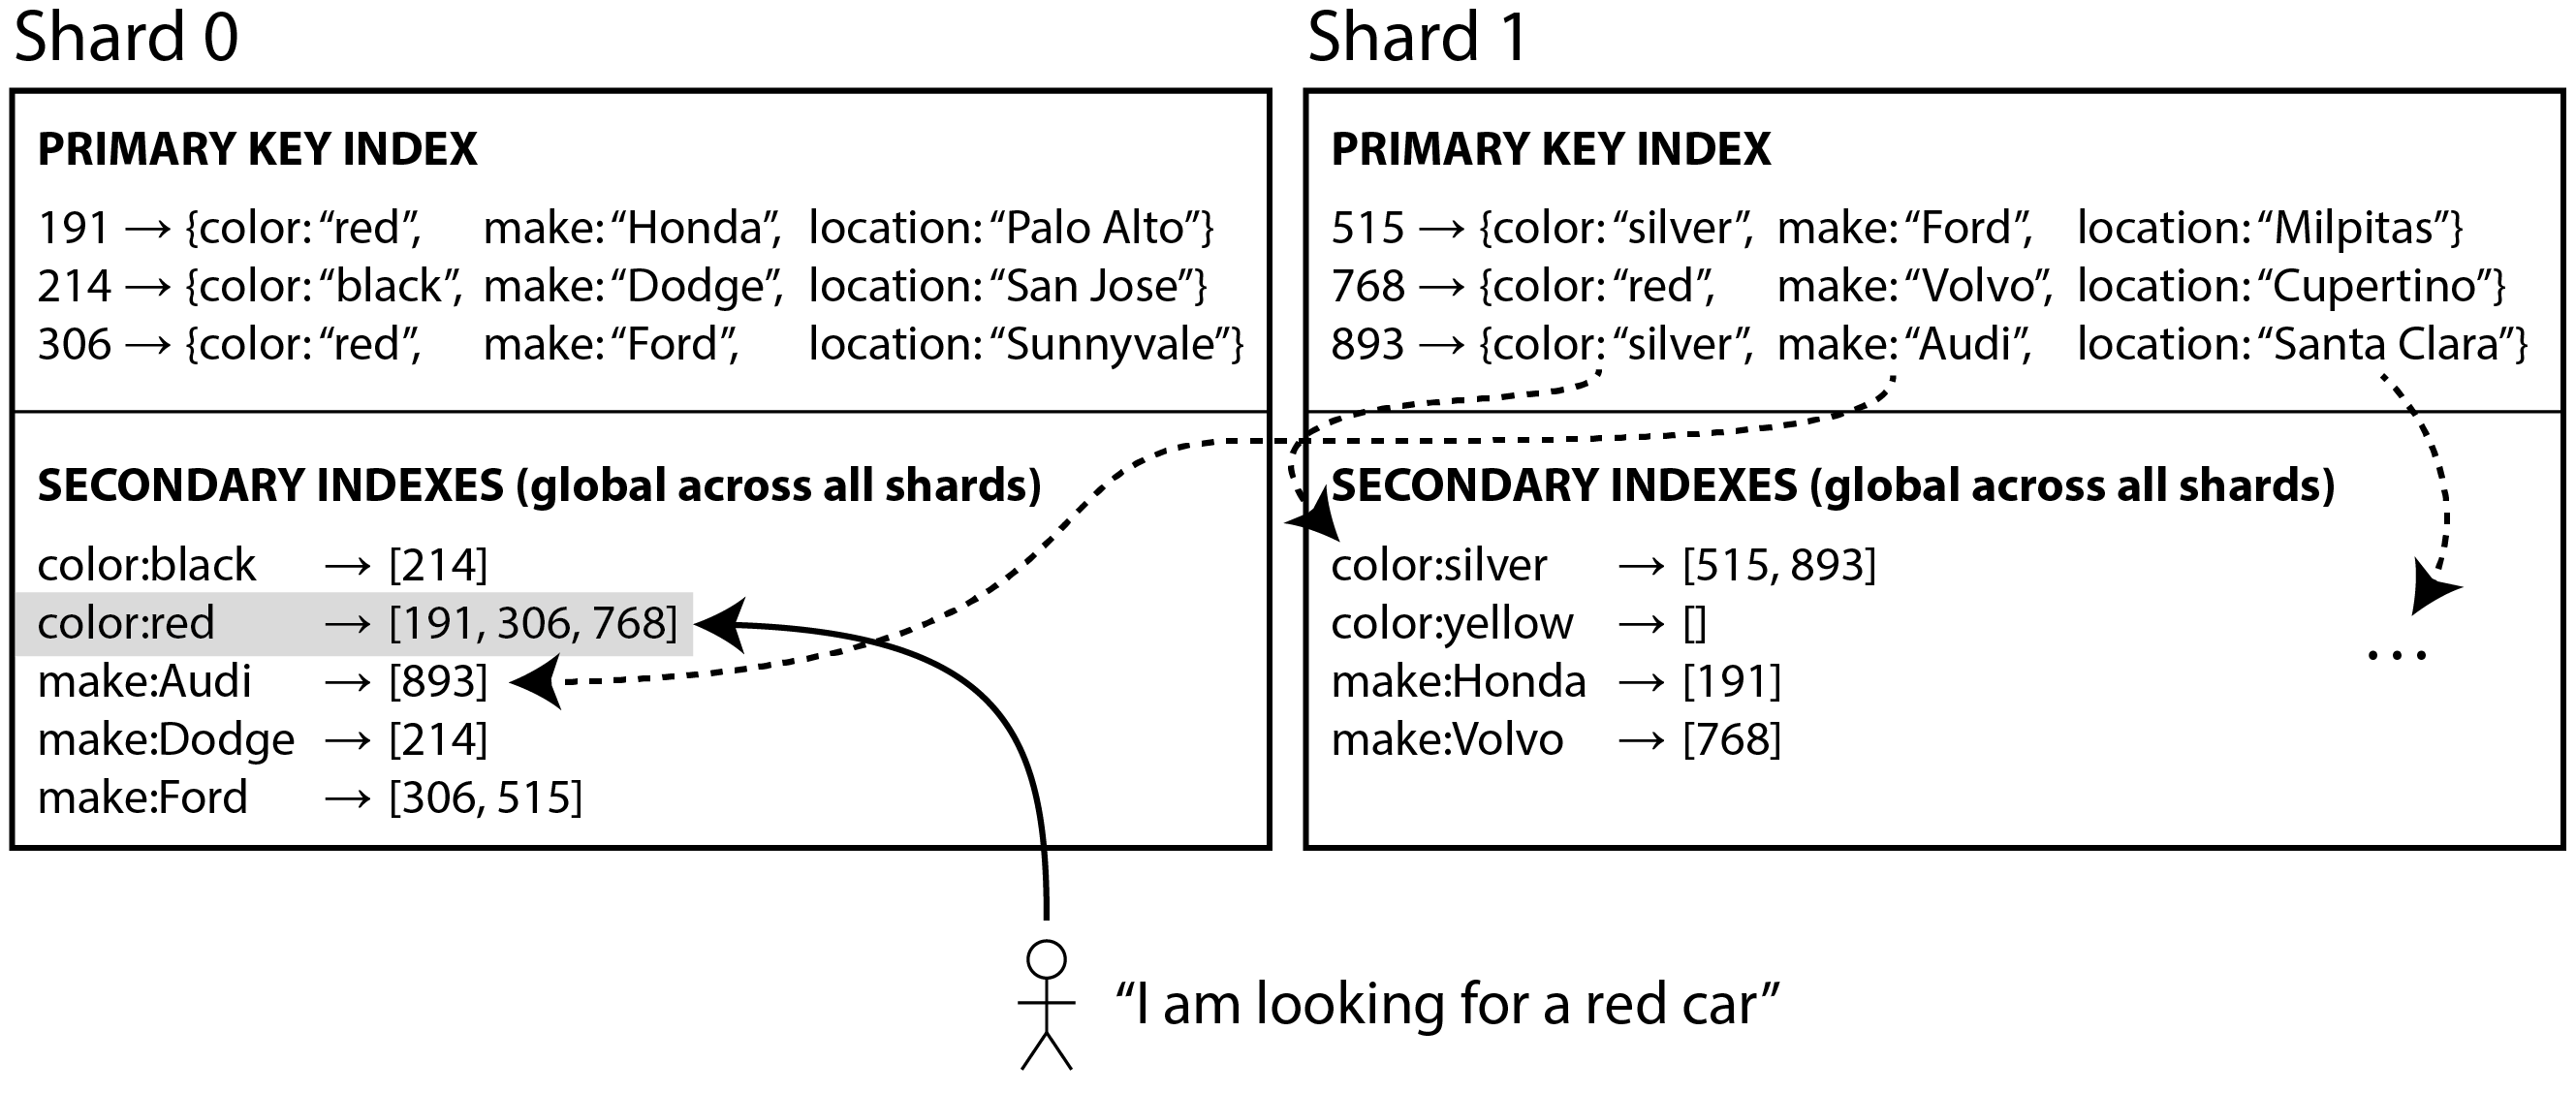 Shard 0
PRIMARY KEY INDEX
191 → {color: “red”, make: “Honda”, location: “Palo Alto”}
214 → {color: “black”, make: “Dodge”, location: “San Jose”}
306 → {color: “red”, make: “Ford”, location: “Sunnyvale”}
SECONDARY INDEXES (global across all shards)
color:black → [214]
color:red → [191, 306, 768]
make:Audi → [893]
make:Dodge → [214]
make:Ford → [306, 515]
Shard 1
PRIMARY KEY INDEX
515 → {color: “silver”, make: “Ford”, location: “Milpitas”}
768 → {color: “red”, make: “Volvo”, location: “Cupertino”}
893 → {color: “silver”, make: “Audi”, location: “Santa Clara”}
SECONDARY INDEXES (global across all shards)
color:silver → [515, 893]
color:yellow → []
make:Honda → [191]
make:Volvo → [768]
...
“I am looking for a red car”